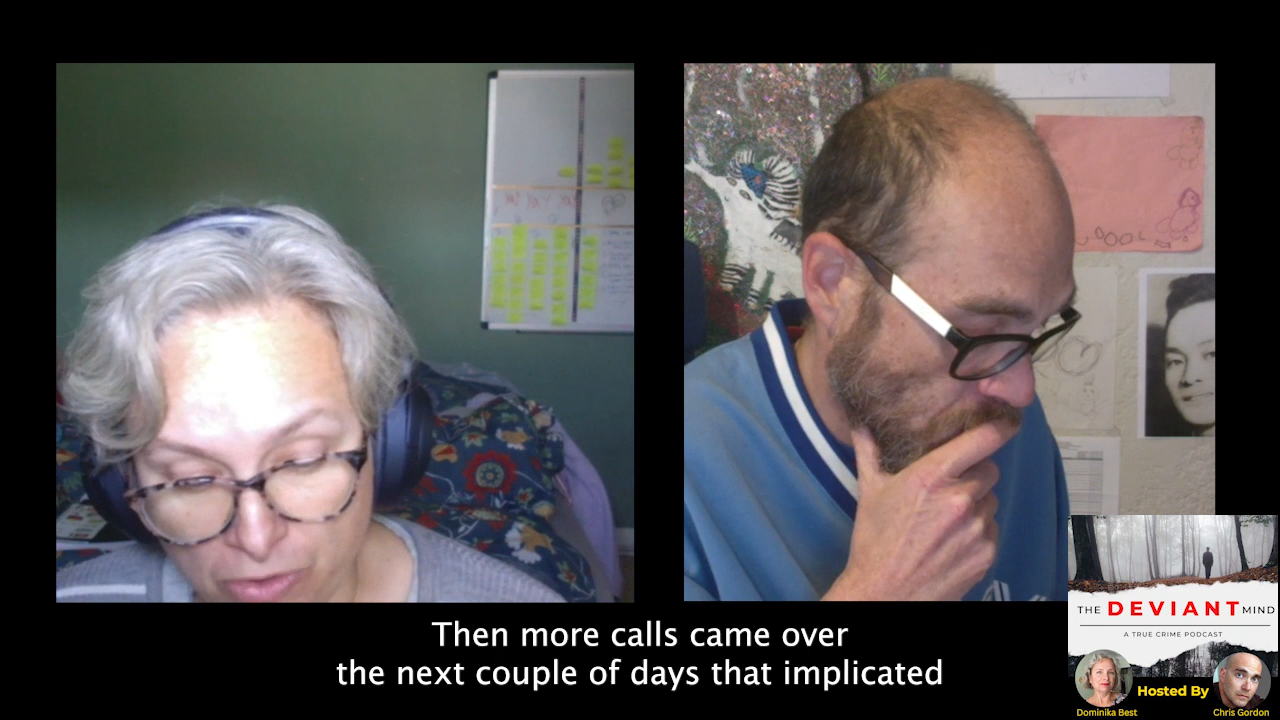 Then more calls came over
the next couple of days that implicated
THE DEVIANT MIND
A TRUE CRIME PODCAST
Hosted By
Dominika Best
Chris Gordon